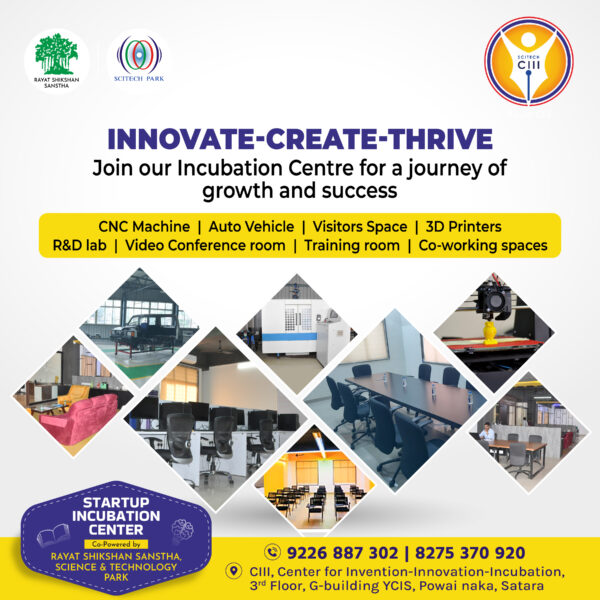 RAYAT SHIKSHAN
SANSTHA
SCITECH PARK
SCITECH
CIII
INNOVATE-CREATE-THRIVE
Join our Incubation Centre for a journey of
growth and success
CNC Machine | Auto Vehicle | Visitors Space | 3D Printers
R&D lab | Video Conference room | Training room | Co-working spaces
STARTUP
INCUBATION
CENTER
Co-Powered by
RAYAT SHIKSHAN SANSTHA,
SCIENCE & TECHNOLOGY
PARK
9226 887 302 | 8275 370 920
CIII, Center for Invention-Innovation-Incubation,
3rd Floor, G-building YCIS, Powai naka, Satara